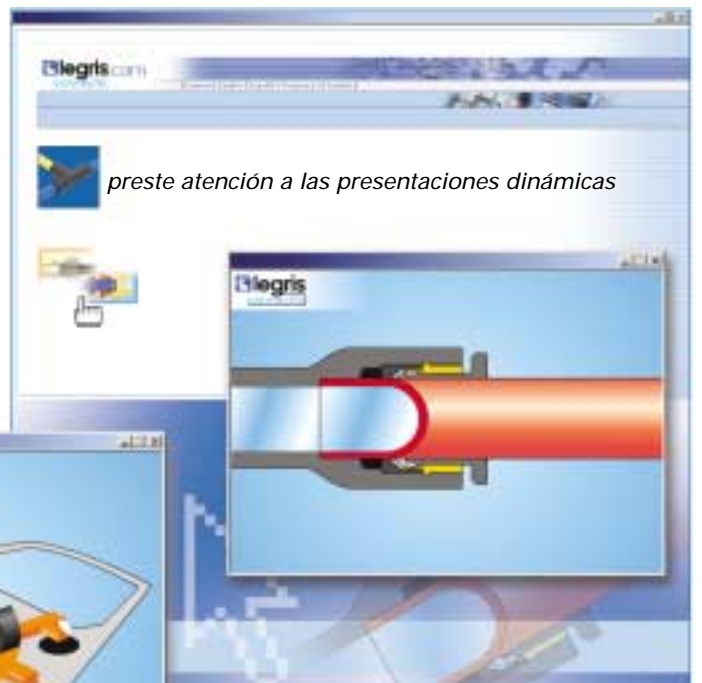 legris.com
preste atención a las presentaciones dinámicas
legris